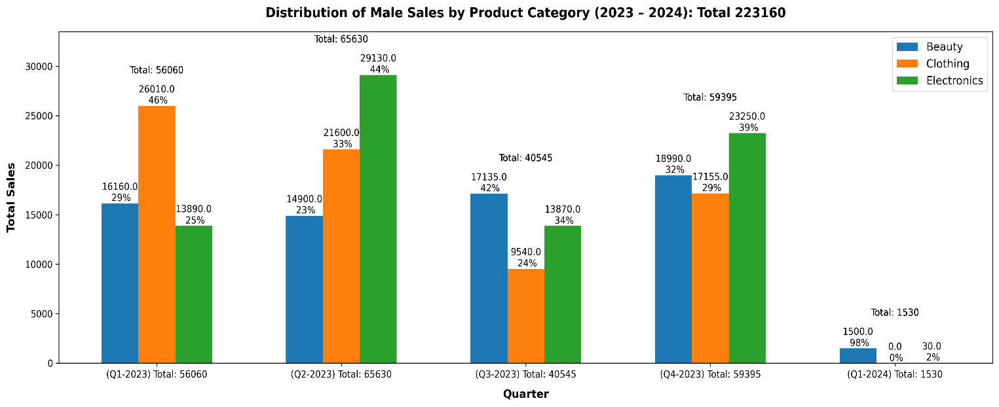 Distribution of Male Sales by Product Category (2023 – 2024): Total 223160
Total Sales
30000
25000
20000
15000
10000
5000
0
Total: 56060
16160.0
29%
26010.0
46%
13890.0
25%
Total: 65630
14900.0
23%
21600.0
33%
29130.0
44%
Total: 40545
17135.0
42%
9540.0
24%
13870.0
34%
Total: 59395
18990.0
32%
17155.0
29%
23250.0
39%
Total: 1530
1500.0
98%
0.0
0%
30.0
2%
Beauty
Clothing
Electronics
(Q1-2023) Total: 56060
(Q2-2023) Total: 65630
(Q3-2023) Total: 40545
(Q4-2023) Total: 59395
(Q1-2024) Total: 1530
Quarter